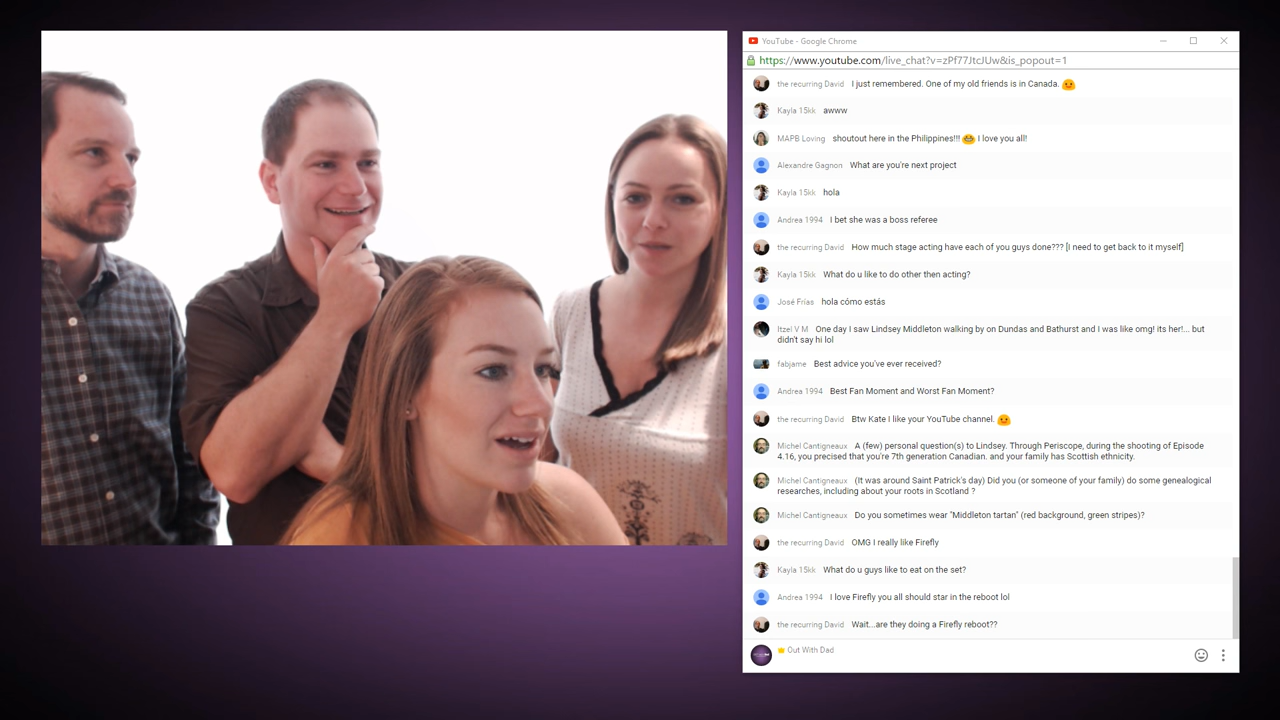 YouTube - Google Chrome
https://www.youtube.com/live_chat?v=zPf77JtcJUw&is_popout=1
the recurring David I just remembered. One of my old friends is in Canada.
Kayla 15kk awww
MAPB Loving shoutout here in the Philippines!!! I love you all!
Alexandre Gagnon What are you're next project
Kayla 15kk hola
Andrea 1994 I bet she was a boss referee
the recurring David How much stage acting have each of you guys done??? [I need to get back to it myself]
Kayla 15kk What do u like to do other then acting?
José Frías hola cómo estás
Itzel V M One day I saw Lindsey Middleton walking by on Dundas and Bathurst and I was like omg! its her!... but
didn't say hi lol
fabjame Best advice you've ever received?
Andrea 1994 Best Fan Moment and Worst Fan Moment?
the recurring David Btw Kate I like your YouTube channel.
Michel Cantigneaux A (few) personal question(s) to Lindsey. Through Periscope, during the shooting of Episode
4.16, you precised that you're 7th generation Canadian. and your family has Scottish ethnicity.
Michel Cantigneaux (It was around Saint Patrick's day) Did you (or someone of your family) do some genealogical
researches, including about your roots in Scotland ?
Michel Cantigneaux Do you sometimes wear "Middleton tartan" (red background, green stripes)?
the recurring David OMG I really like Firefly
Kayla 15kk What do u guys like to eat on the set?
Andrea 1994 I love Firefly you all should star in the reboot lol
the recurring David Wait...are they doing a Firefly reboot??
Out With Dad